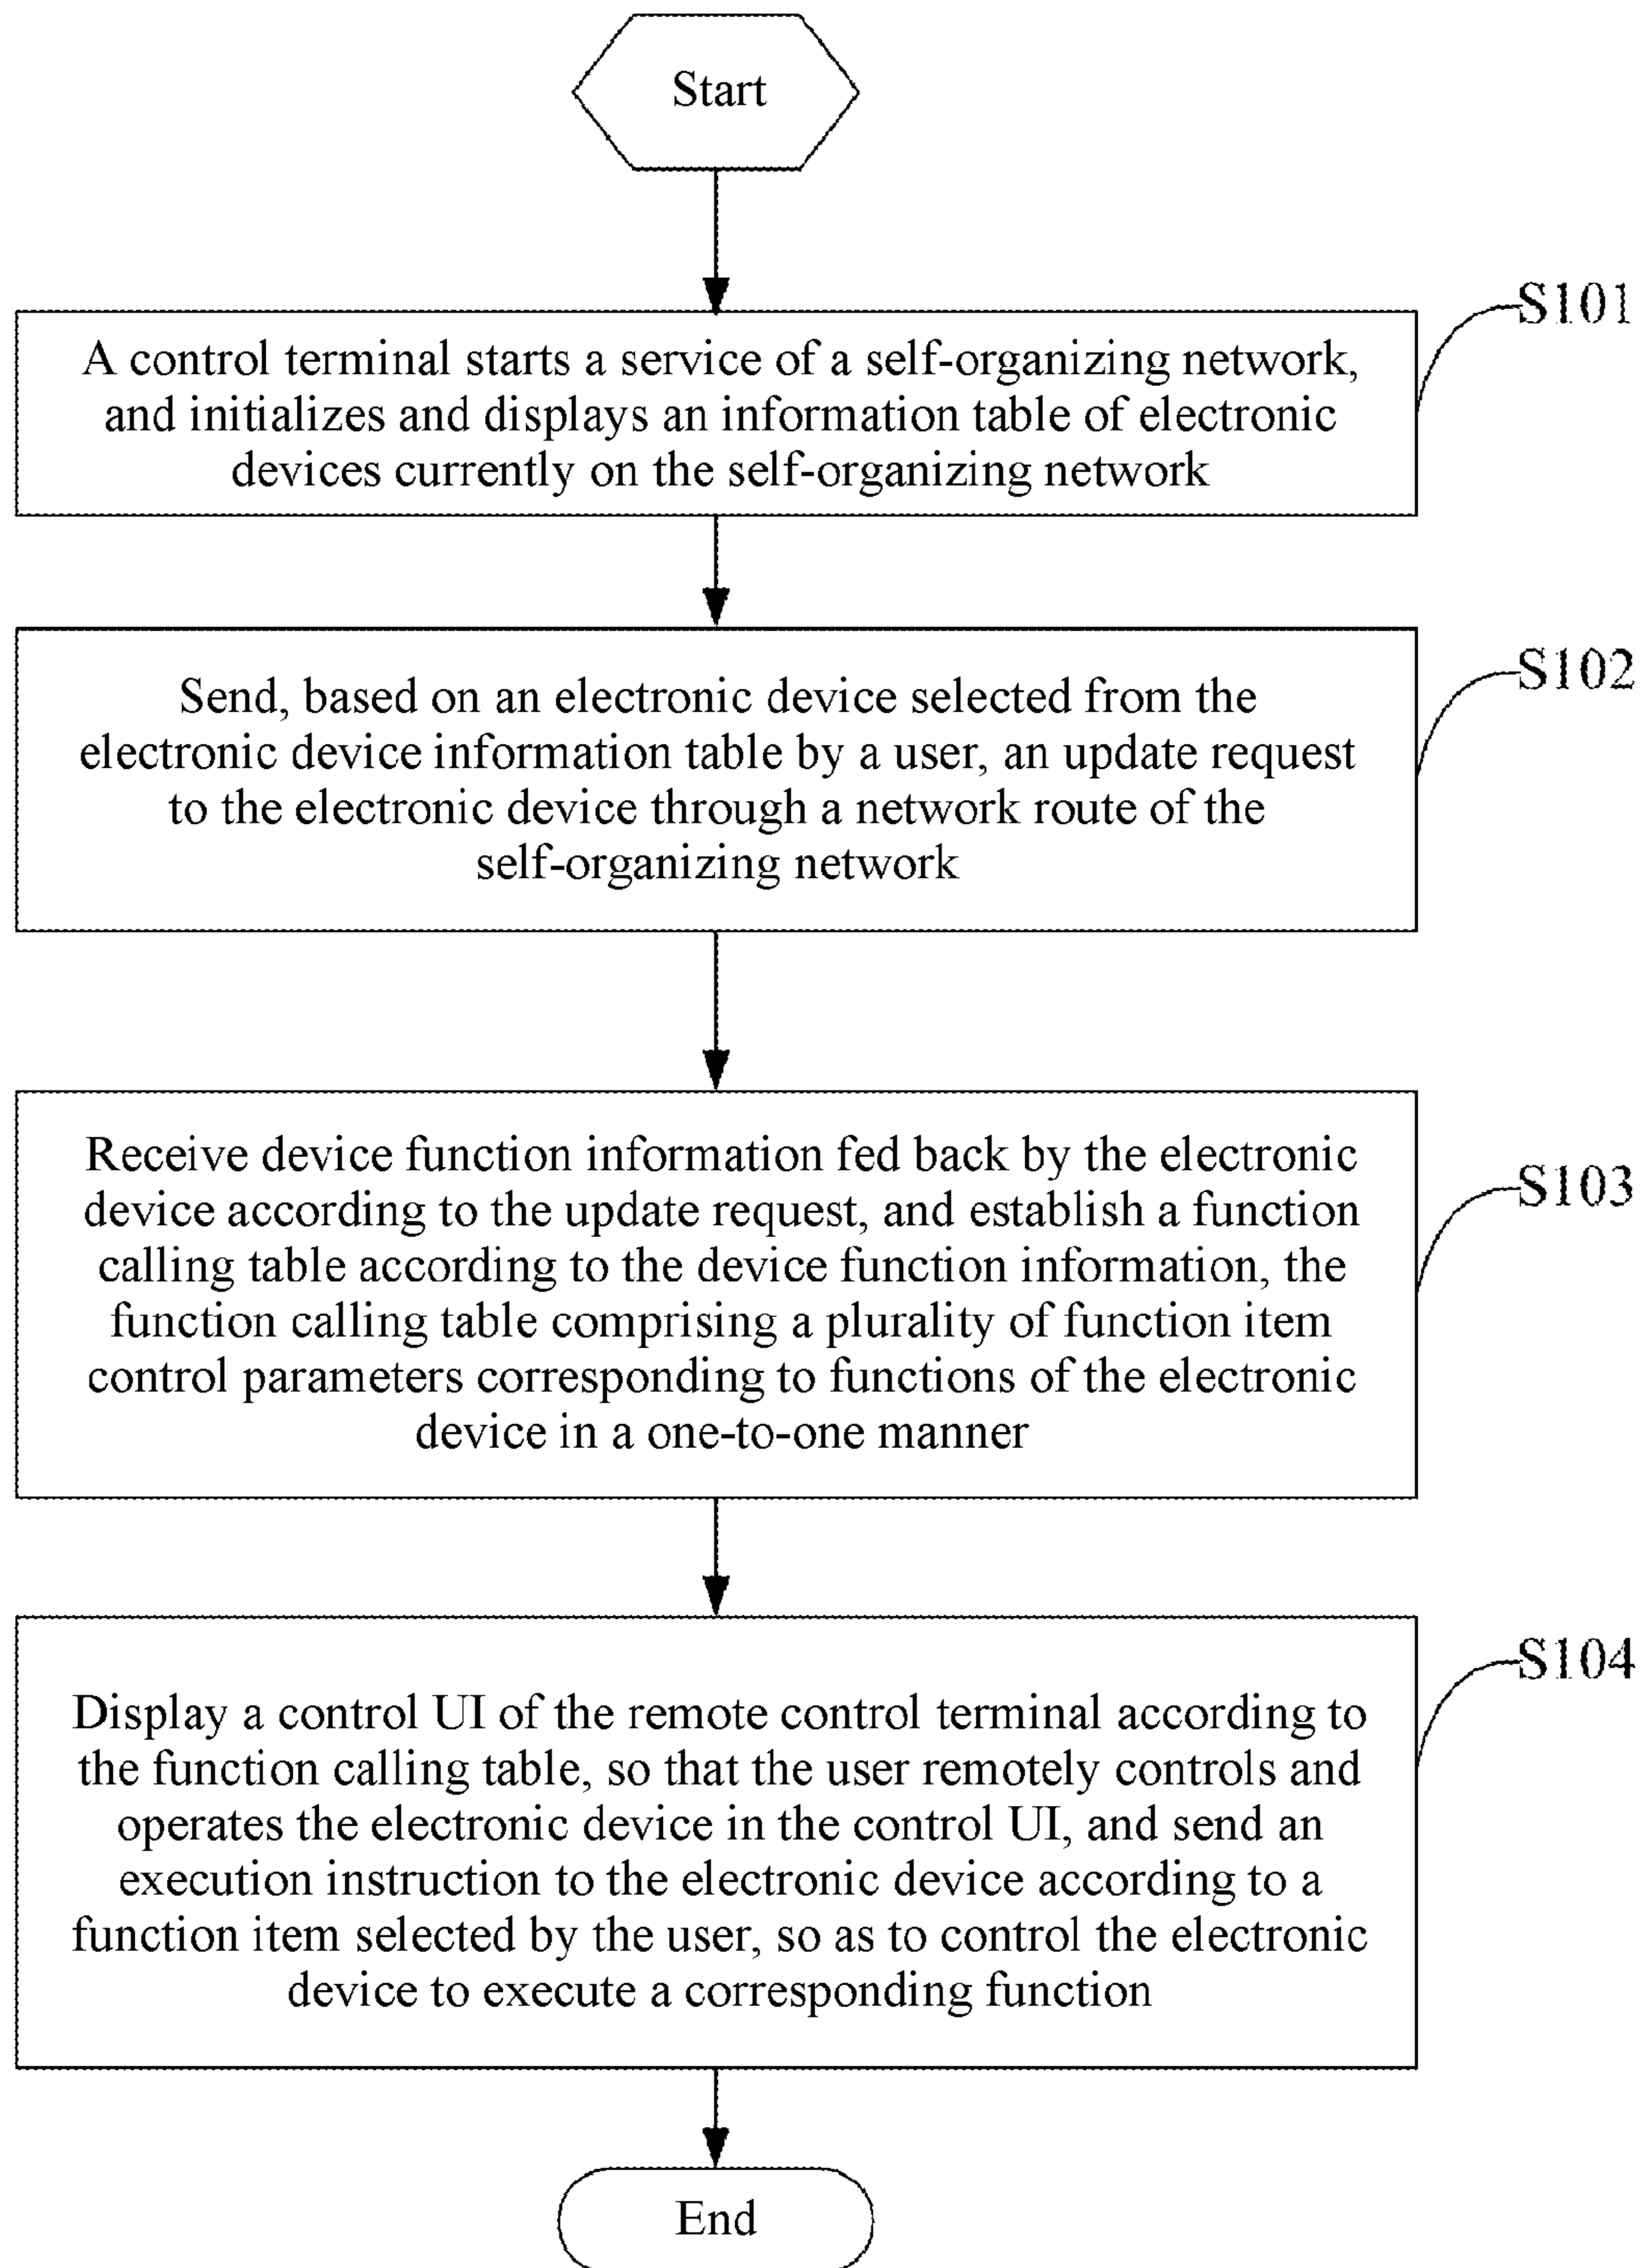 Start
S101
A control terminal starts a service of a self-organizing network,
and initializes and displays an information table of electronic
devices currently on the self-organizing network
S102
Send, based on an electronic device selected from the
electronic device information table by a user, an update request
to the electronic device through a network route of the
self-organizing network
S103
Receive device function information fed back by the electronic
device according to the update request, and establish a function
calling table according to the device function information, the
function calling table comprising a plurality of function item
control parameters corresponding to functions of the electronic
device in a one-to-one manner
S104
Display a control UI of the remote control terminal according to
the function calling table, so that the user remotely controls and
operates the electronic device in the control UI, and send an
execution instruction to the electronic device according to a
function item selected by the user, so as to control the electronic
device to execute a corresponding function
End